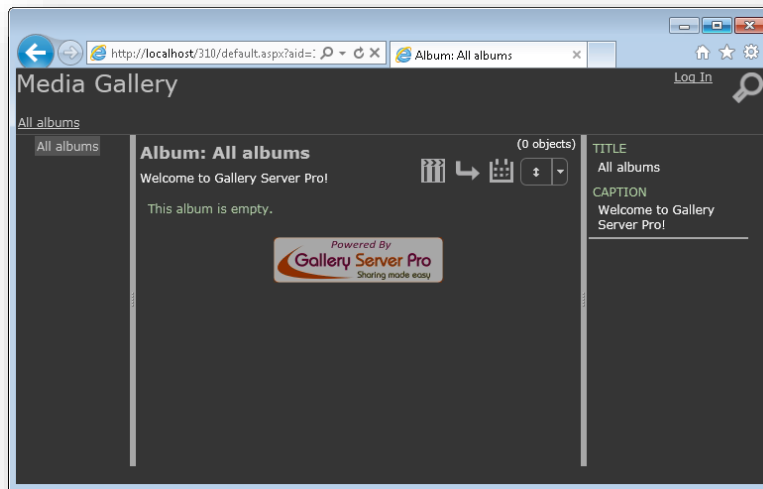 http://localhost/310/default.aspx?aid=
Album: All albums
Media Gallery
Log In
All albums
All albums
Album: All albums
(0 objects)
Welcome to Gallery Server Pro!
This album is empty.
Powered By
Gallery Server Pro
Sharing made easy
TITLE
All albums
CAPTION
Welcome to Gallery
Server Pro!